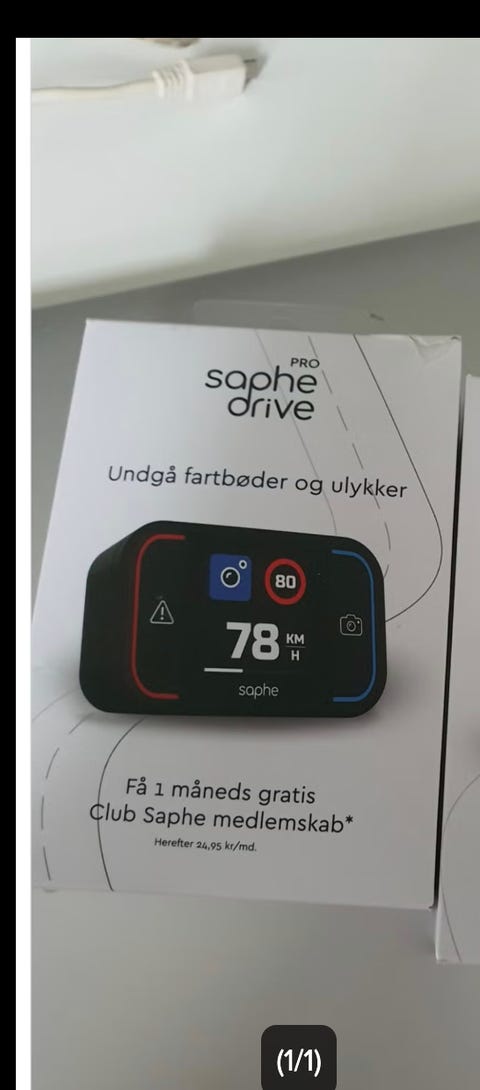 PRO
saphe
drive
Undgå fartbøder og ulykker
80
78 KM
H
saphe
Få 1 måneds gratis
Club Saphe medlemskab*
Herefter 24,95 kr/md.
(1/1)